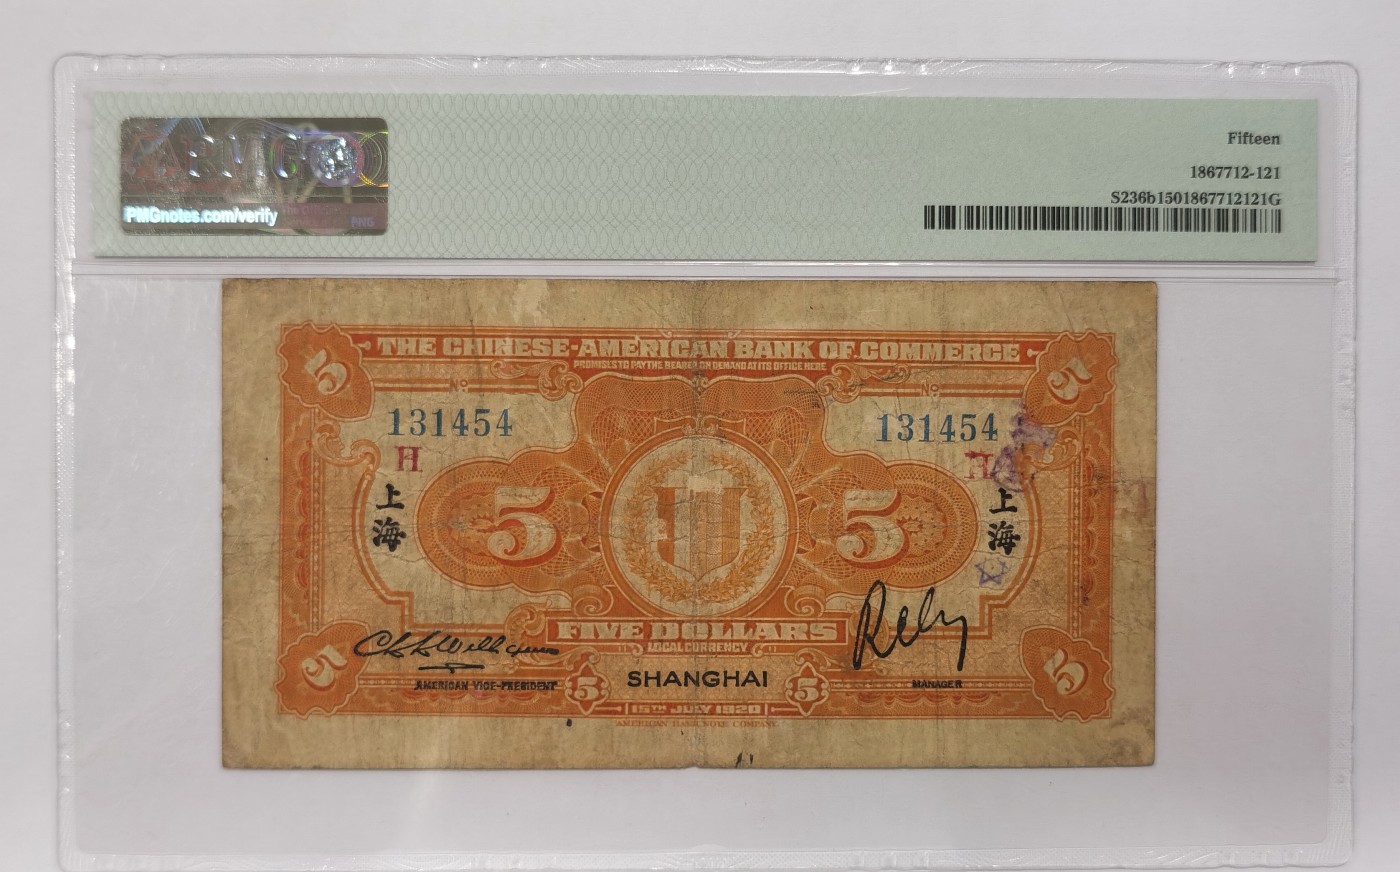 Fifteen
1867712-121
S236b1501867712121G
PMG
PMGnotes.com/verify
PMG
5 THE CHINESE-AMERICAN BANK OF COMMERCE 5
PROMISES TO PAY THE BEARER ON DEMAND AT ITS OFFICE HERE
No. No.
131454 131454
H H
上海 上海
5 5
FIVE DOLLARS
LOCAL CURRENCY
5 SHANGHAI 5
AMERICAN VICE-PRESIDENT 5 5 MANAGER
15TH JULY 1920
AMERICAN BANK NOTE COMPANY.